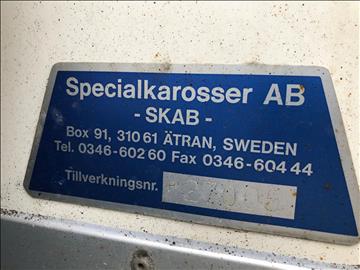 Specialkarosser AB
- SKAB -
Box 91, 310 61 ÄTRAN, SWEDEN
Tel. 0346-602 60 Fax 0346-604 44
Tillverkningsnr.